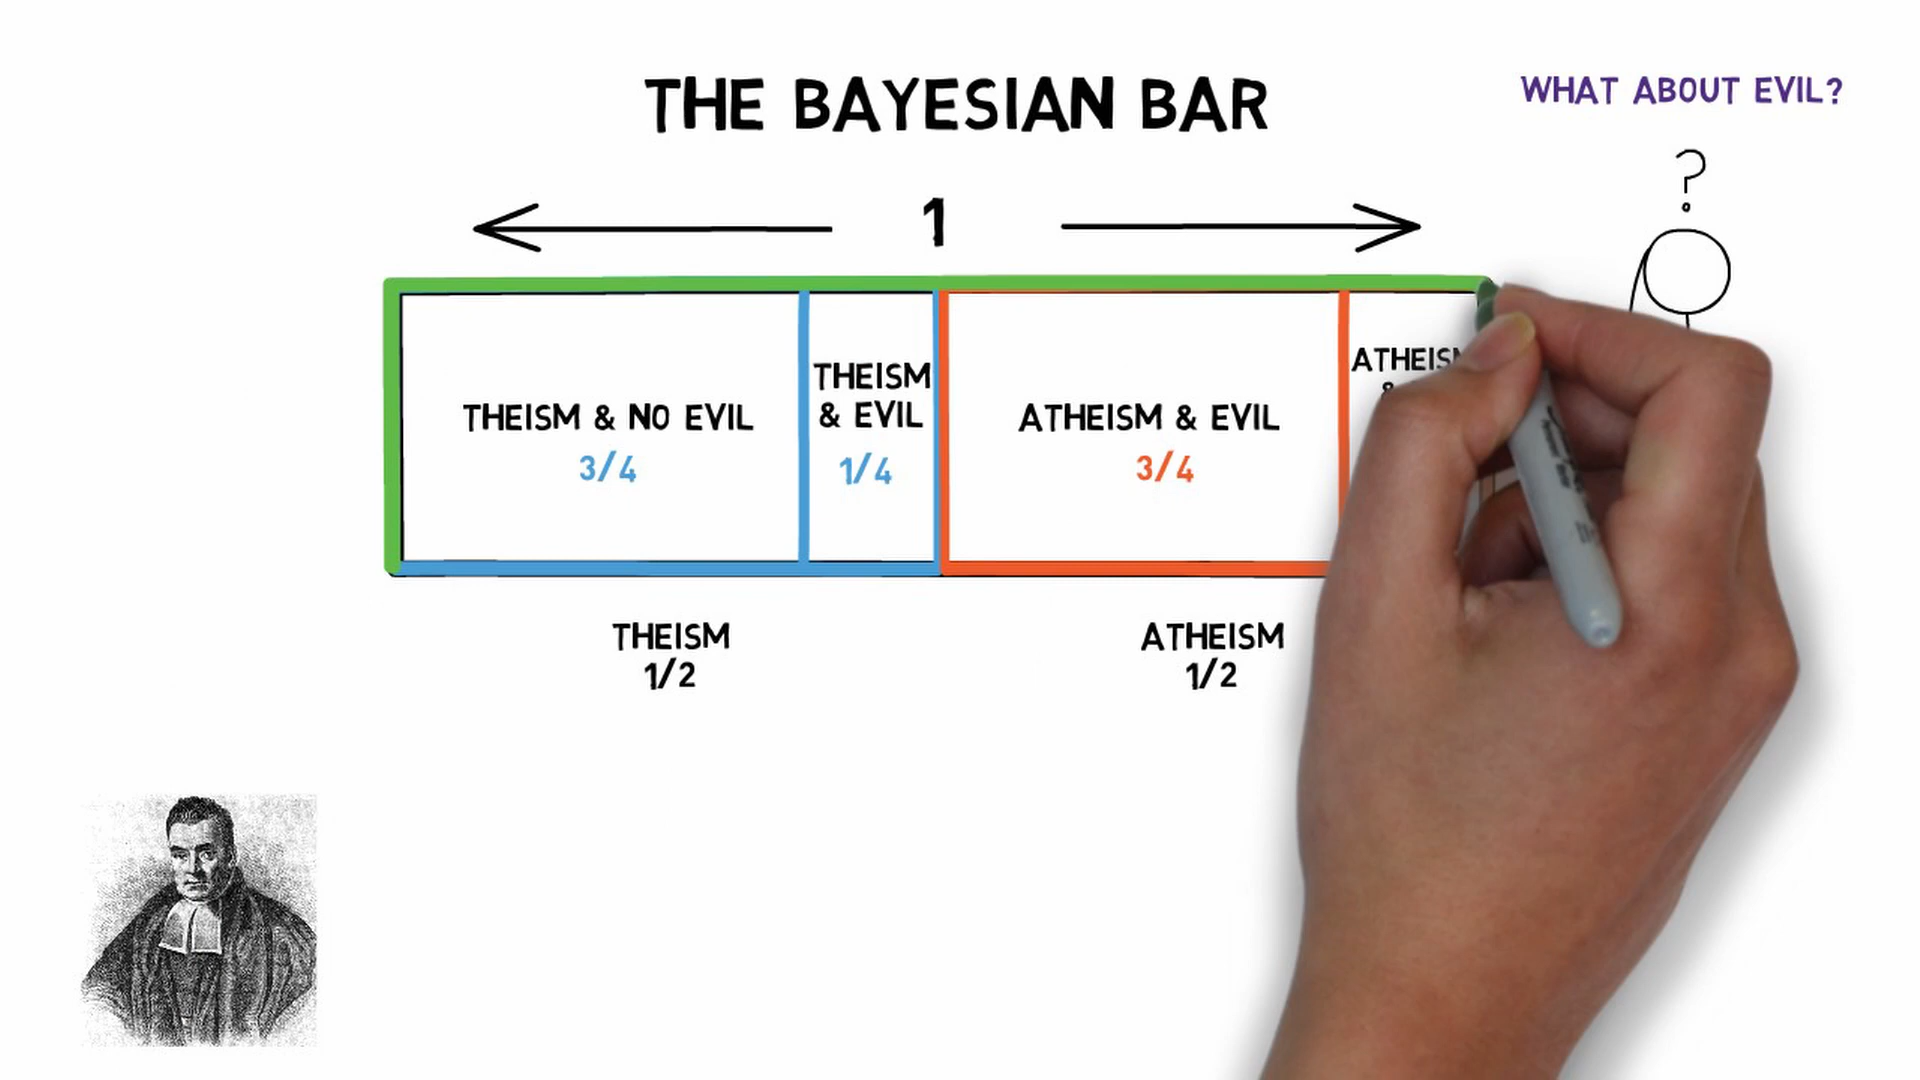 THE BAYESIAN BAR
WHAT ABOUT EVIL?
?
1
THEISM & NO EVIL
3/4
THEISM
& EVIL
1/4
ATHEISM & EVIL
3/4
&
THEISM
1/2
ATHEISM
1/2